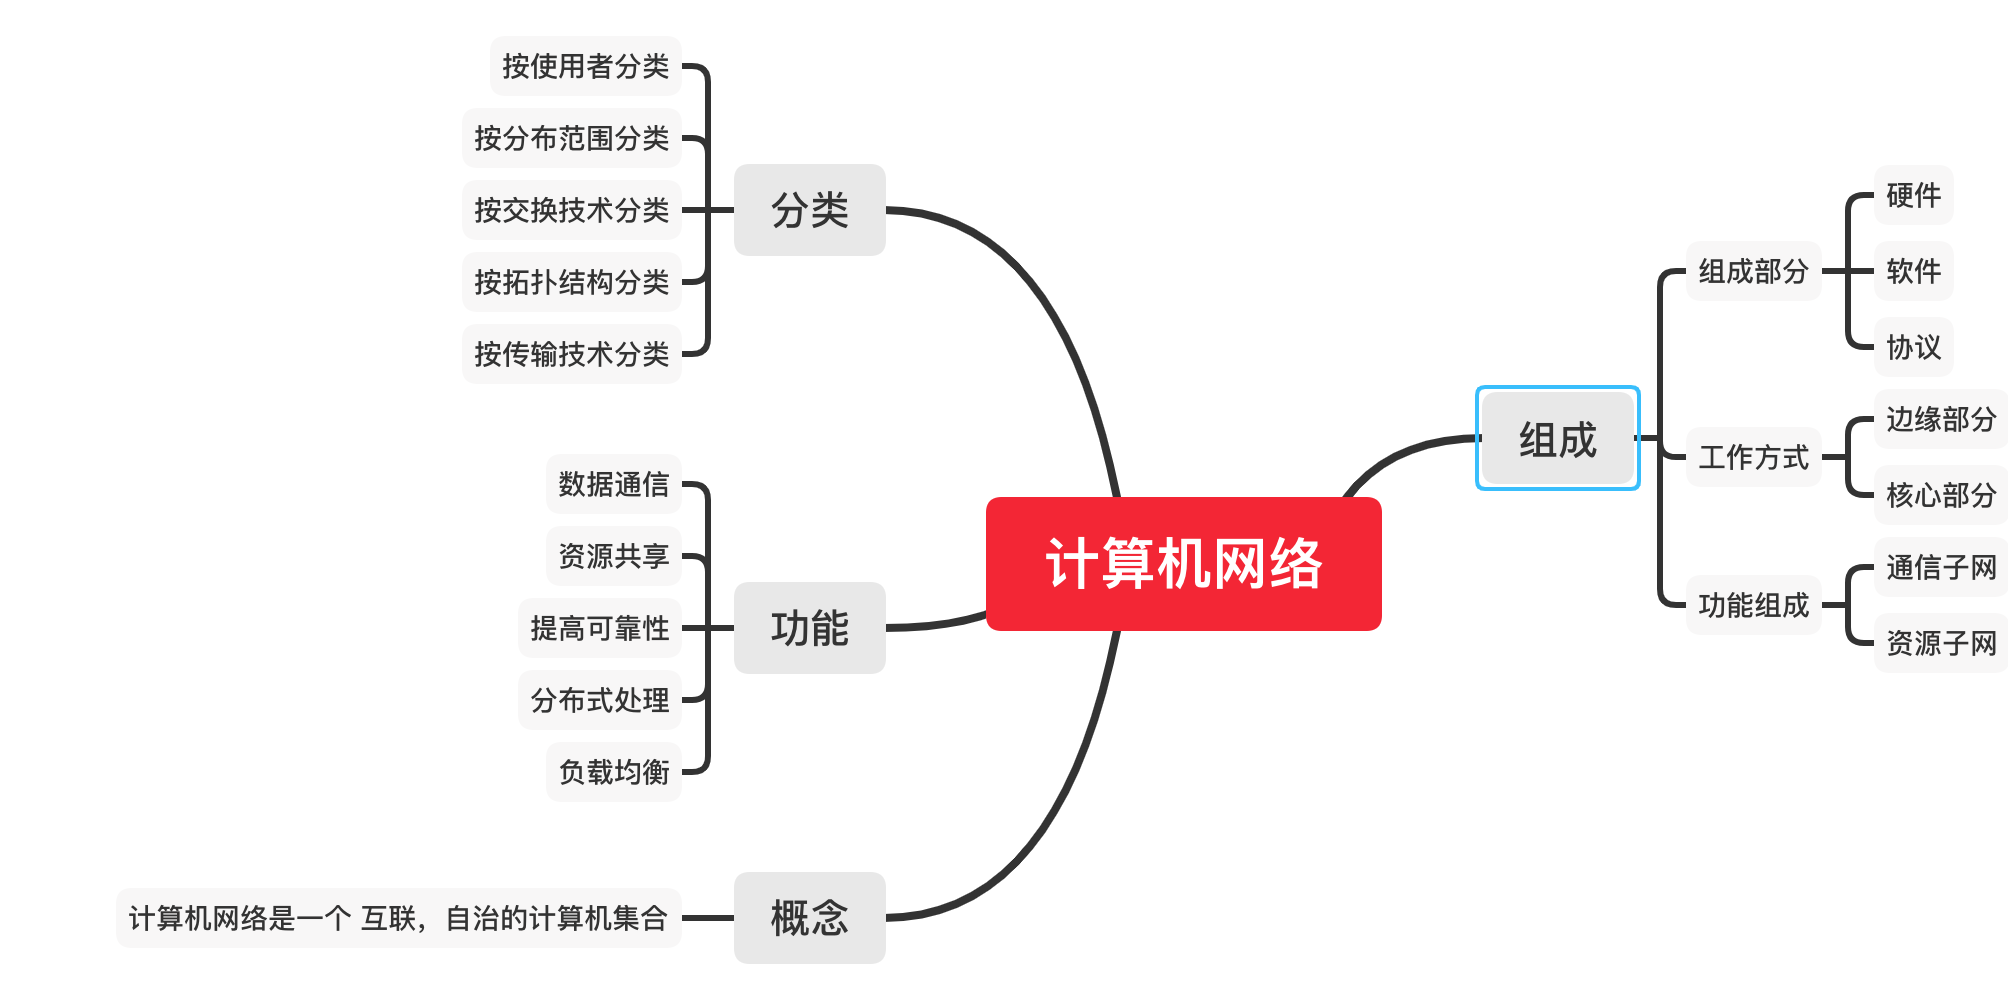 计算机网络
分类
按使用者分类
按分布范围分类
按交换技术分类
按拓扑结构分类
按传输技术分类
功能
数据通信
资源共享
提高可靠性
分布式处理
负载均衡
概念
计算机网络是一个 互联，自治的计算机集合
组成
组成部分
硬件
软件
协议
工作方式
边缘部分
核心部分
功能组成
通信子网
资源子网